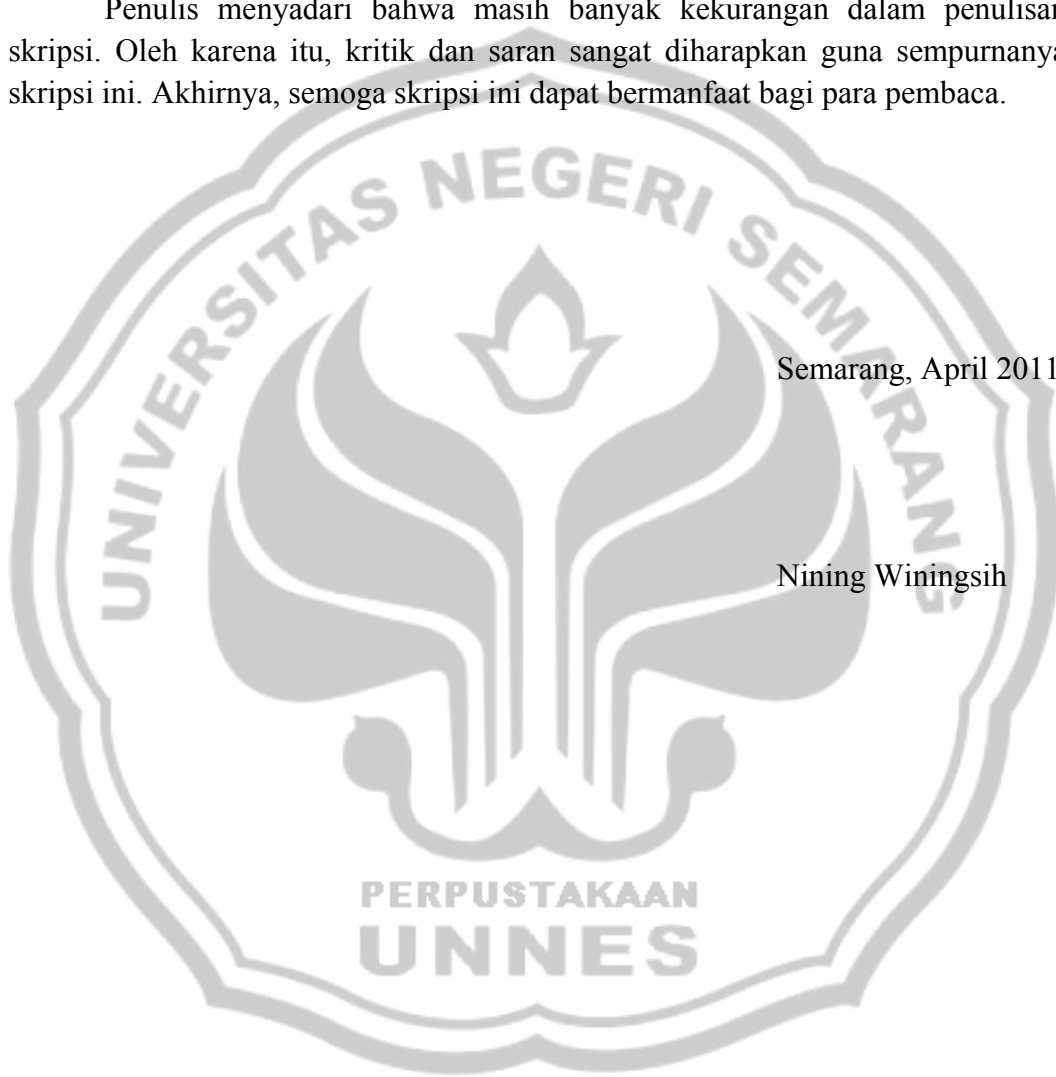 Penulis menyadari bahwa masih banyak kekurangan dalam penulisan
skripsi. Oleh karena itu, kritik dan saran sangat diharapkan guna sempurnanya
skripsi ini. Akhirnya, semoga skripsi ini dapat bermanfaat bagi para pembaca.
UNIVERSITAS NEGERI SEMARANG
Semarang, April 2011
Nining Winingsih
PERPUSTAKAAN
UNNES